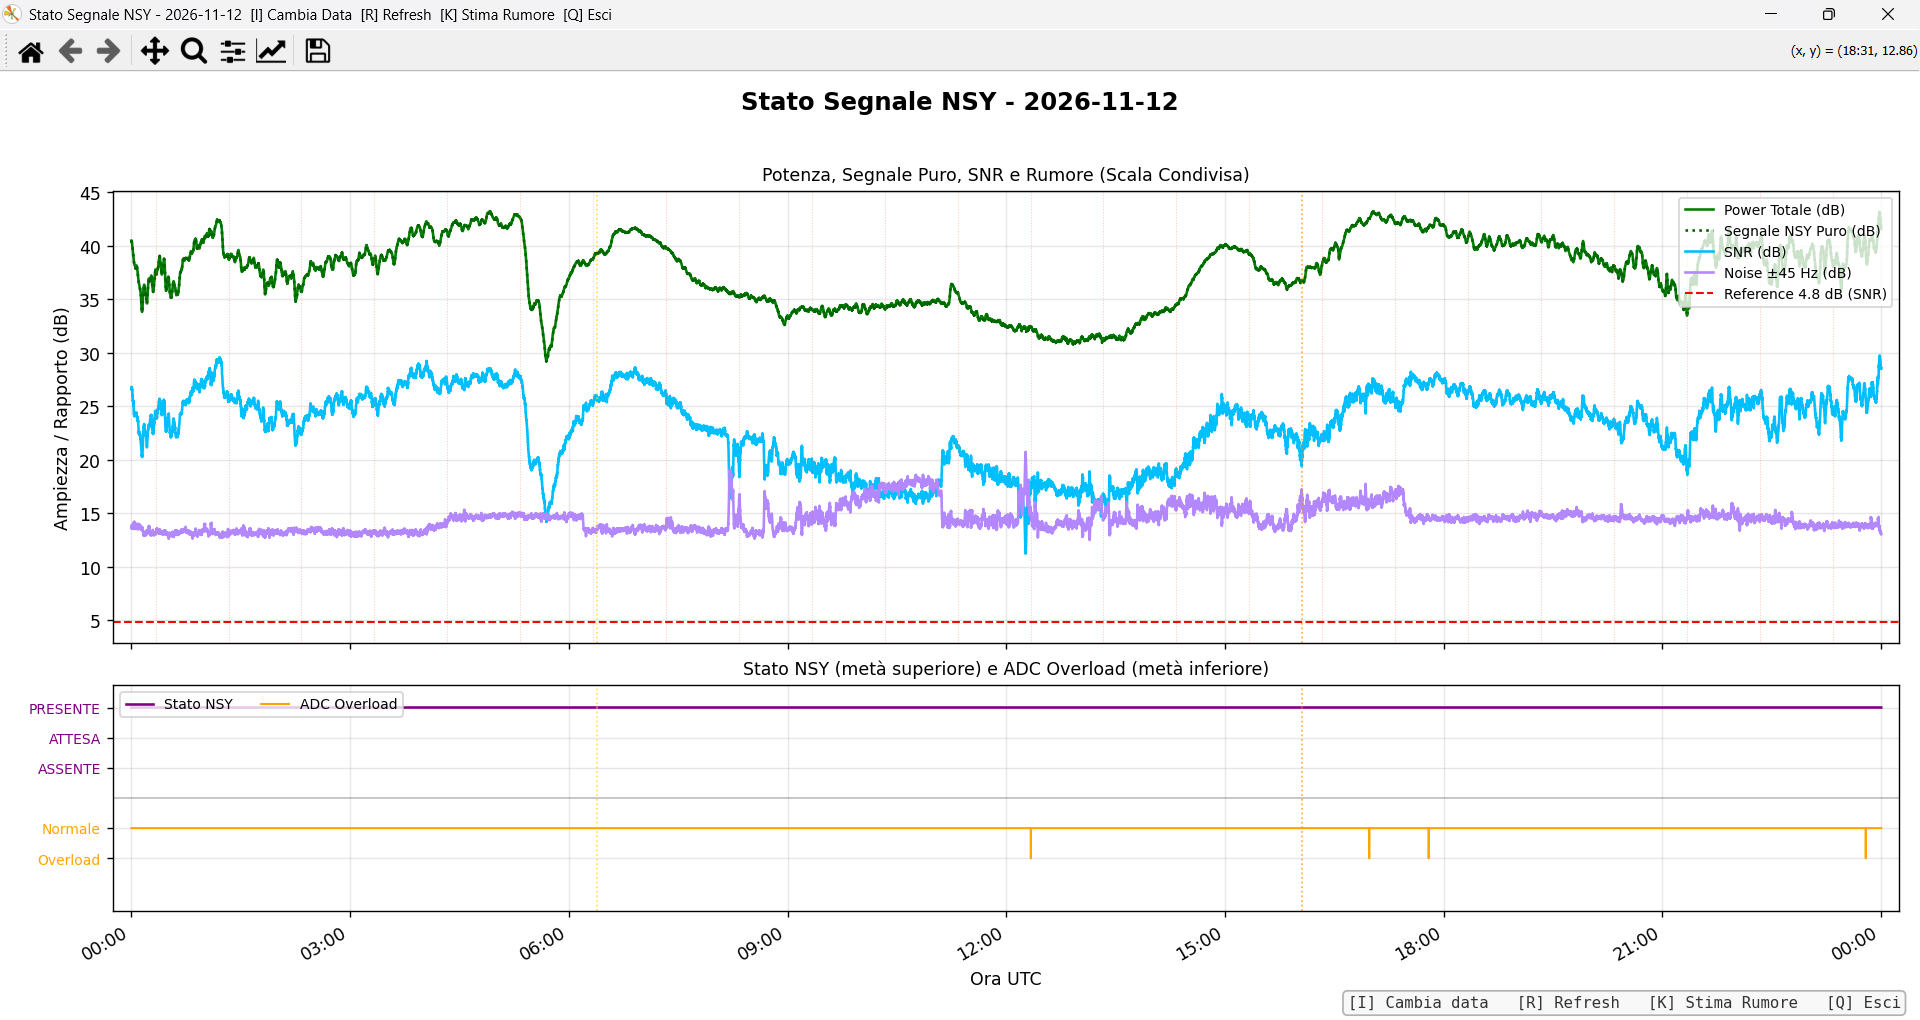 Stato Segnale NSY - 2026-11-12  [I] Cambia Data  [R] Refresh  [K] Stima Rumore  [Q] Esci
(x, y) = (18:31, 12.86)
Stato Segnale NSY - 2026-11-12
Potenza, Segnale Puro, SNR e Rumore (Scala Condivisa)
Ampiezza / Rapporto (dB)
45
40
35
30
25
20
15
10
5
Power Totale (dB)
Segnale NSY Puro (dB)
SNR (dB)
Noise ±45 Hz (dB)
Reference 4.8 dB (SNR)
Stato NSY (metà superiore) e ADC Overload (metà inferiore)
Stato NSY
ADC Overload
PRESENTE
ATTESA
ASSENTE
Normale
Overload
00:00
03:00
06:00
09:00
12:00
15:00
18:00
21:00
00:00
Ora UTC
[I] Cambia data   [R] Refresh   [K] Stima Rumore   [Q] Esci